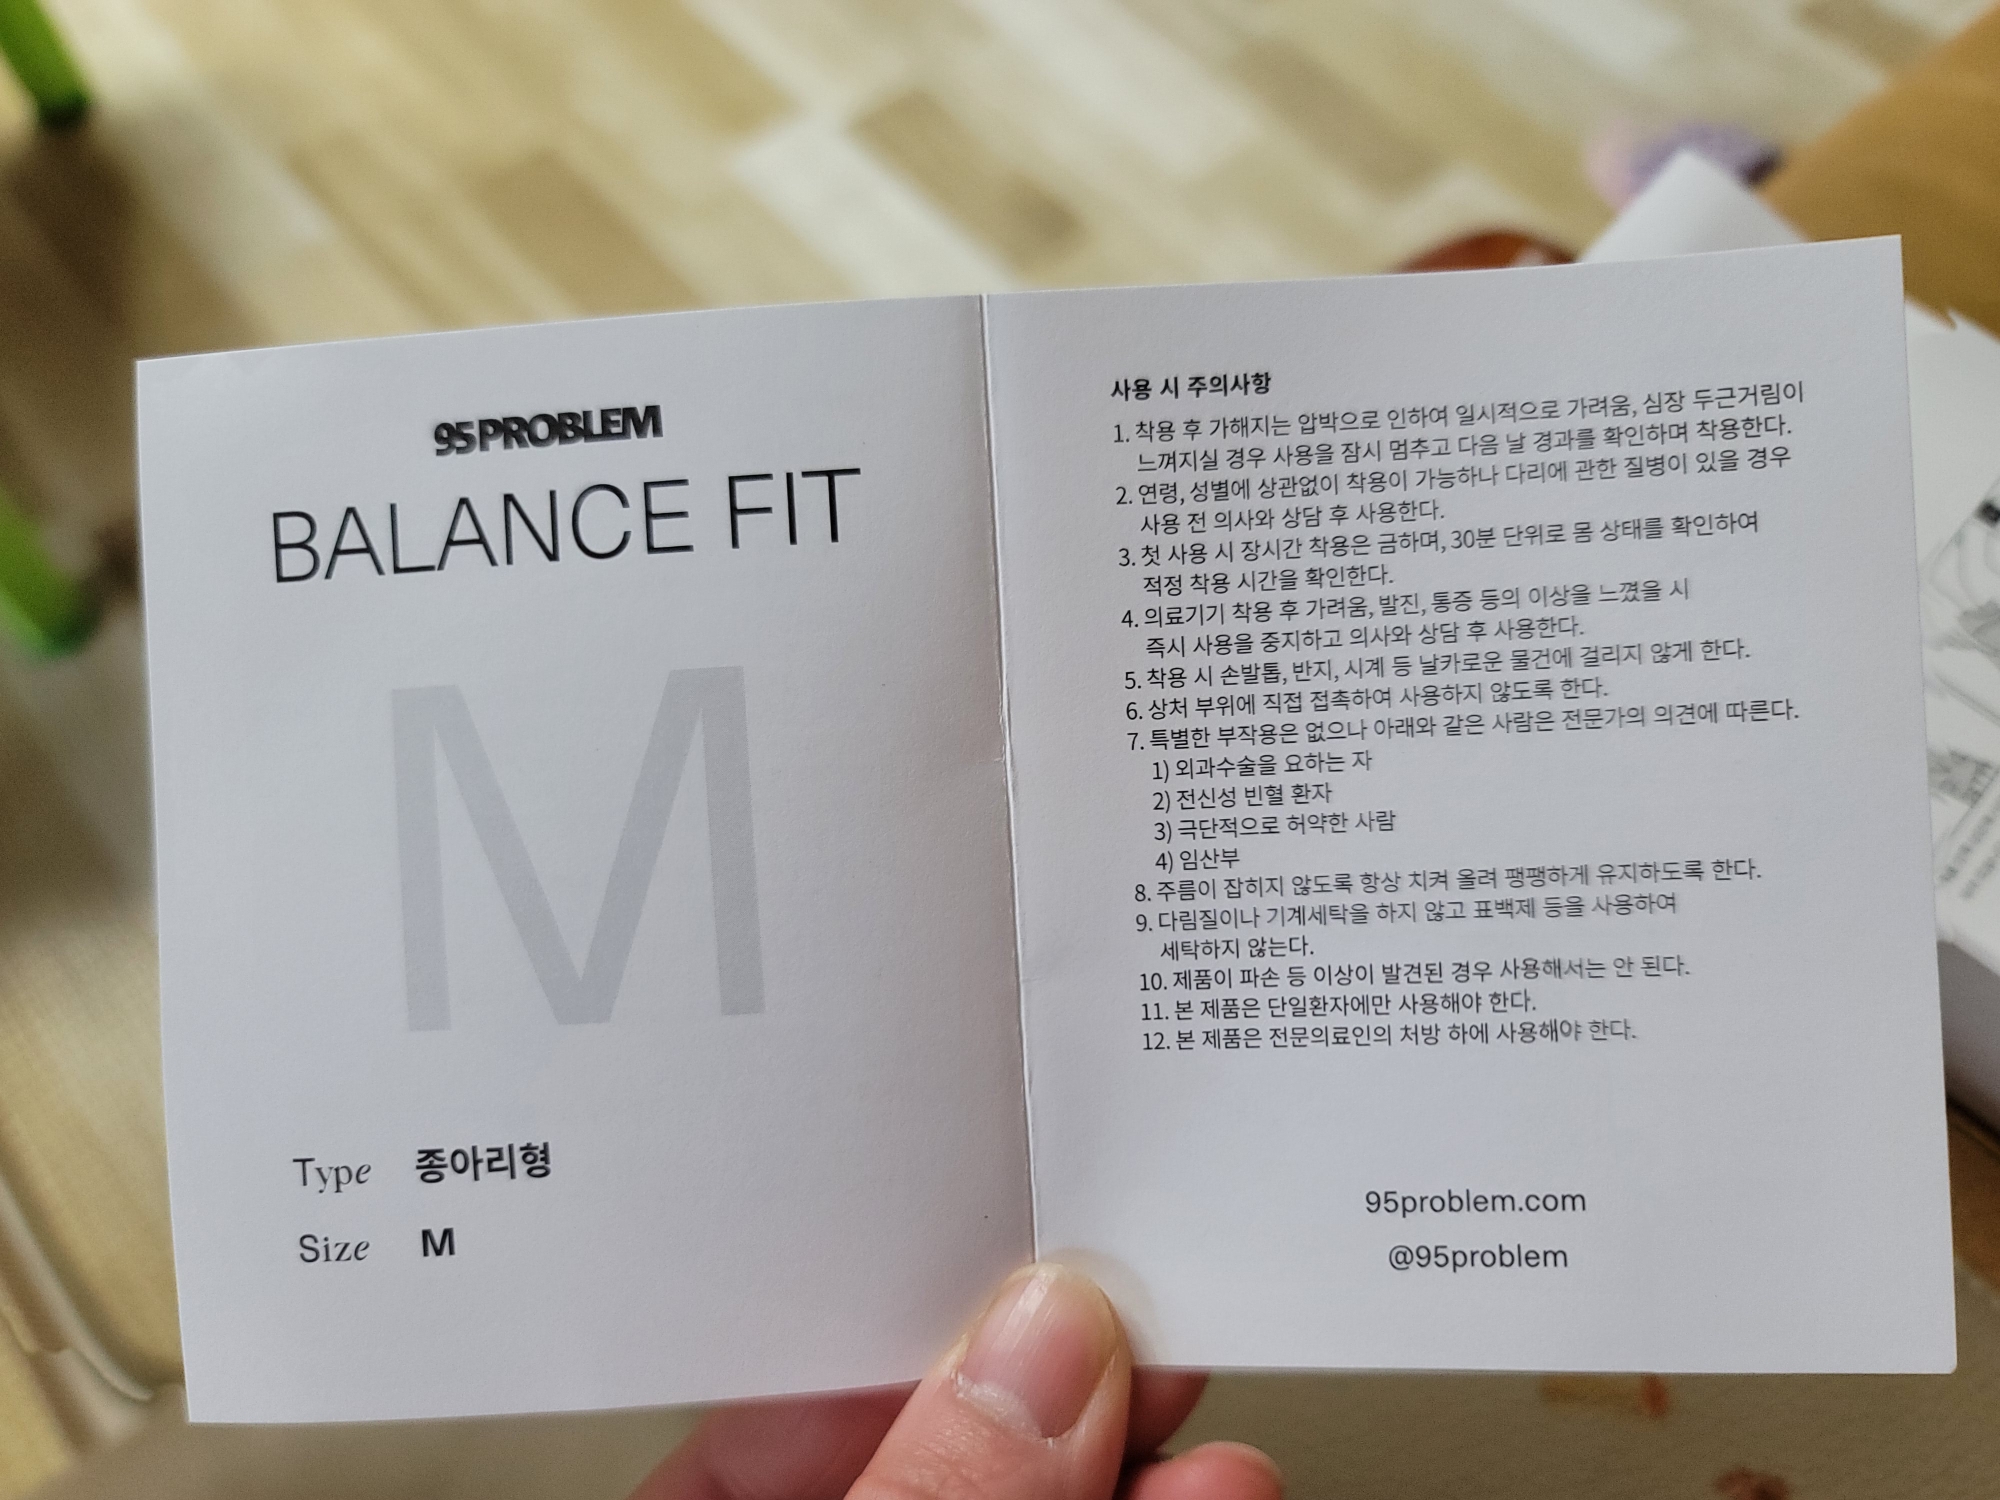 95PROBLEM
BALANCE FIT
M
Type 종아리형
Size M
사용 시 주의사항
1. 착용 후 가해지는 압박으로 인하여 일시적으로 가려움, 심장 두근거림이
느껴지실 경우 사용을 잠시 멈추고 다음 날 경과를 확인하며 착용한다.
2. 연령, 성별에 상관없이 착용이 가능하나 다리에 관한 질병이 있을 경우
사용 전 의사와 상담 후 사용한다.
3. 첫 사용 시 장시간 착용은 금하며, 30분 단위로 몸 상태를 확인하여
적정 착용 시간을 확인한다.
4. 의료기기 착용 후 가려움, 발진, 통증 등의 이상을 느꼈을 시
즉시 사용을 중지하고 의사와 상담 후 사용한다.
5. 착용 시 손발톱, 반지, 시계 등 날카로운 물건에 걸리지 않게 한다.
6. 상처 부위에 직접 접촉하여 사용하지 않도록 한다.
7. 특별한 부작용은 없으나 아래와 같은 사람은 전문가의 의견에 따른다.
1) 외과수술을 요하는 자
2) 전신성 빈혈 환자
3) 극단적으로 허약한 사람
4) 임산부
8. 주름이 잡히지 않도록 항상 치켜 올려 팽팽하게 유지하도록 한다.
9. 다림질이나 기계세탁을 하지 않고 표백제 등을 사용하여
세탁하지 않는다.
10. 제품이 파손 등 이상이 발견된 경우 사용해서는 안 된다.
11. 본 제품은 단일환자에만 사용해야 한다.
12. 본 제품은 전문의료인의 처방 하에 사용해야 한다.
95problem.com
@95problem